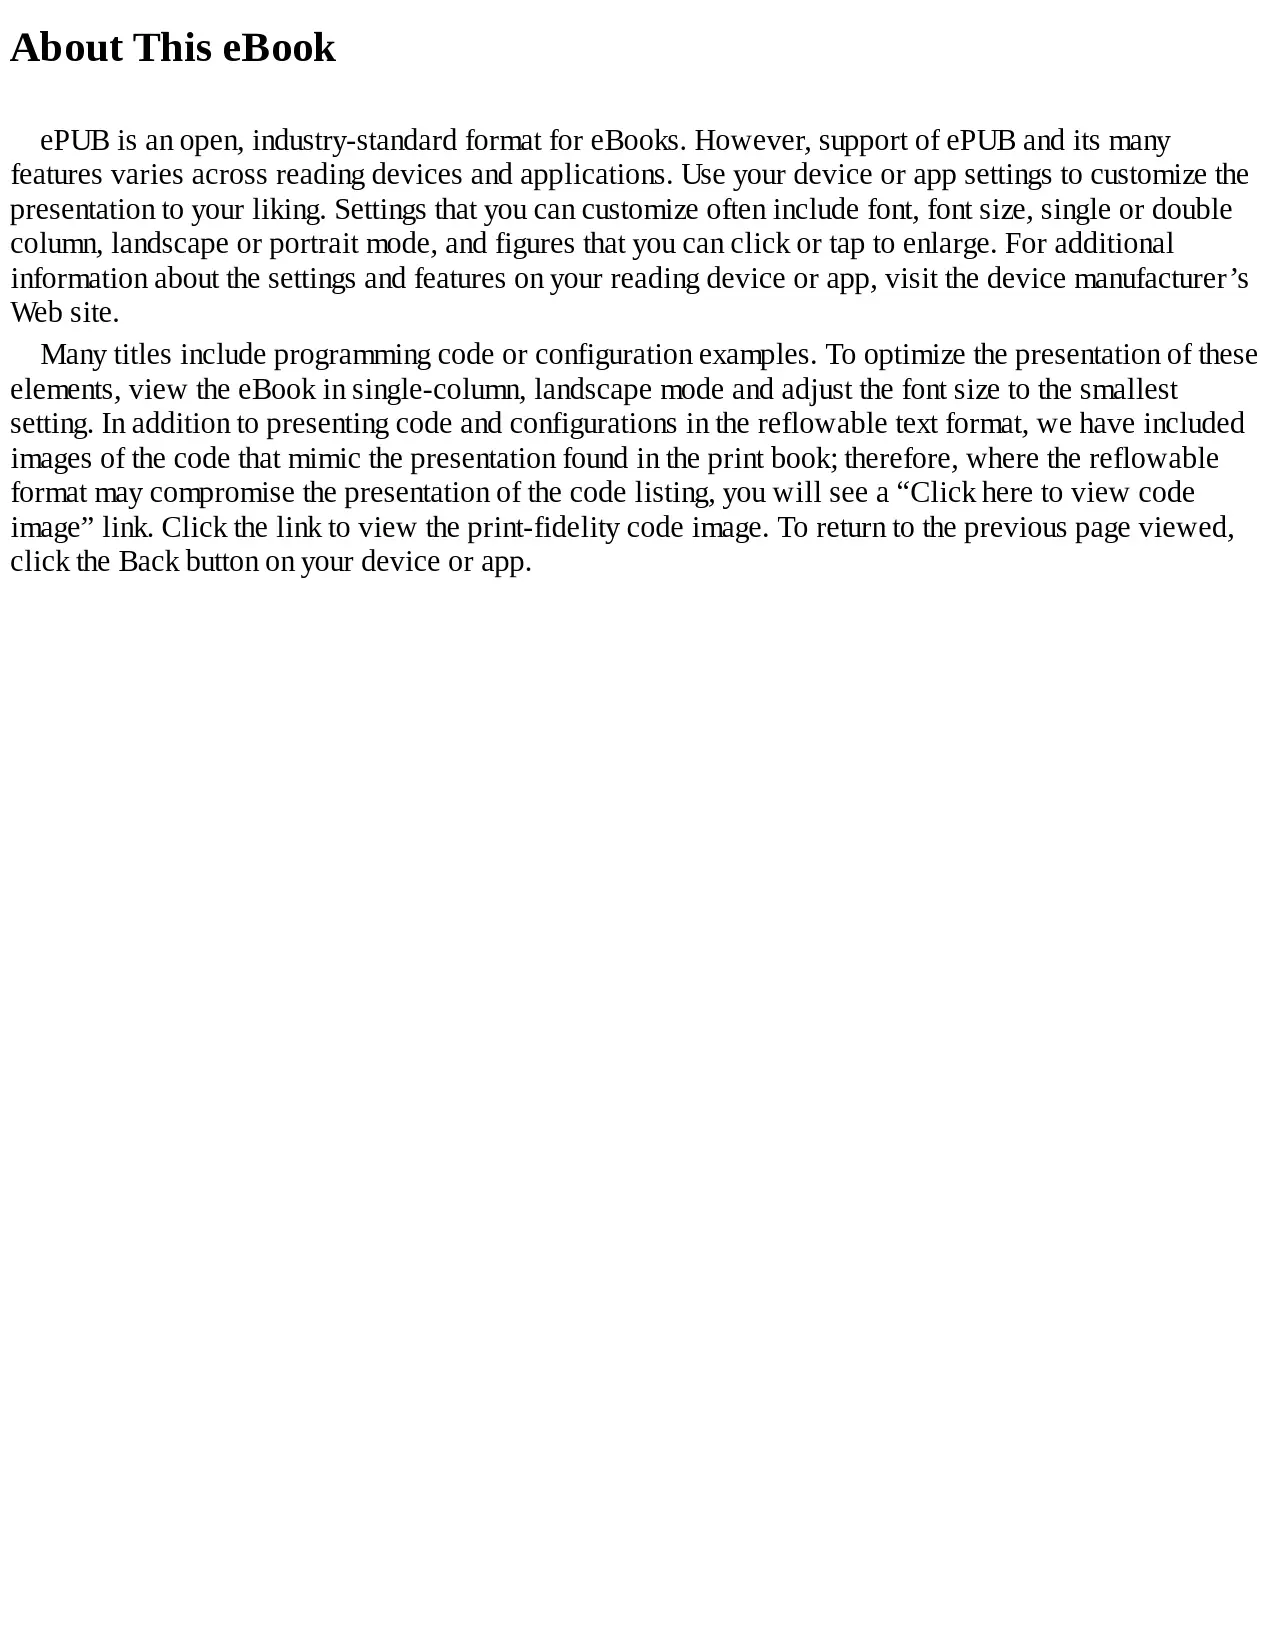 About This eBook
ePUB is an open, industry-standard format for eBooks. However, support of ePUB and its many
features varies across reading devices and applications. Use your device or app settings to customize the
presentation to your liking. Settings that you can customize often include font, font size, single or double
column, landscape or portrait mode, and figures that you can click or tap to enlarge. For additional
information about the settings and features on your reading device or app, visit the device manufacturer’s
Web site.
Many titles include programming code or configuration examples. To optimize the presentation of these
elements, view the eBook in single-column, landscape mode and adjust the font size to the smallest
setting. In addition to presenting code and configurations in the reflowable text format, we have included
images of the code that mimic the presentation found in the print book; therefore, where the reflowable
format may compromise the presentation of the code listing, you will see a “Click here to view code
image” link. Click the link to view the print-fidelity code image. To return to the previous page viewed,
click the Back button on your device or app.